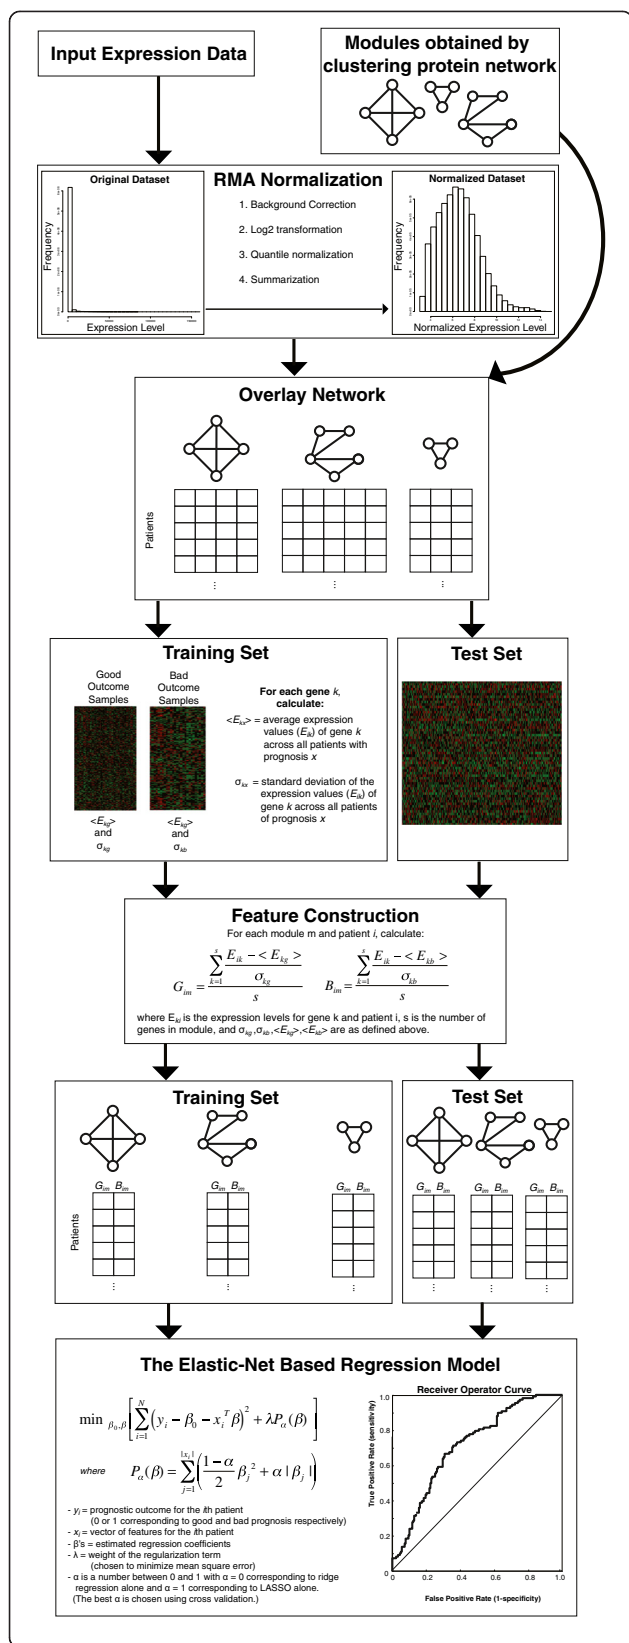 Input Expression Data
Modules obtained by
clustering protein network
RMA Normalization
Original Dataset
Frequency
Expression Level
1. Background Correction
2. Log2 transformation
3. Quantile normalization
4. Summarization
Normalized Dataset
Frequency
Normalized Expression Level
Overlay Network
Patients
...
...
...
Training Set
Good
Outcome
Samples
Bad
Outcome
Samples
<E_kg>
and
σ_kg
<E_kg>
and
σ_kb
For each gene k,
calculate:
<E_kx> = average expression
values (E_ik) of gene k
across all patients with
prognosis x
σ_kx = standard deviation of the
expression values (E_ik) of
gene k across all patients
of prognosis x
Test Set
Feature Construction
For each module m and patient i, calculate:
G_im = (∑_{k=1}^{s} (E_ik − < E_kg >) / σ_kg) / s
B_im = (∑_{k=1}^{s} (E_ik − < E_kb >) / σ_kb) / s
where E_ki is the expression levels for gene k and patient i, s is the number of
genes in module, and σ_kg,σ_kb,<E_kg>,<E_kb> are as defined above.
Training Set
G_im B_im
G_im B_im
G_im B_im
Patients
...
...
...
Test Set
G_im B_im
G_im B_im
G_im B_im
...
...
...
The Elastic-Net Based Regression Model
min β_0,β [∑_{i=1}^{N} (y_i − β_0 − x_i^T β)^2 + λP_α(β)]
where P_α(β) = ∑_{j=1}^{|x_i|} ((1−α)/2 β_j^2 + α | β_j |)
- y_i = prognostic outcome for the ith patient
(0 or 1 corresponding to good and bad prognosis respectively)
- x_i = vector of features for the ith patient
- β's = estimated regression coefficients
- λ = weight of the regularization term
(chosen to minimize mean square error)
- α is a number between 0 and 1 with α = 0 corresponding to ridge
regression alone and α = 1 corresponding to LASSO alone.
(The best α is chosen using cross validation.)
Receiver Operator Curve
True Positive Rate (sensitivity)
1.0
0.8
0.6
0.4
0.2
0.0
0 0.2 0.4 0.6 0.8 1.0
False Positive Rate (1-specificity)